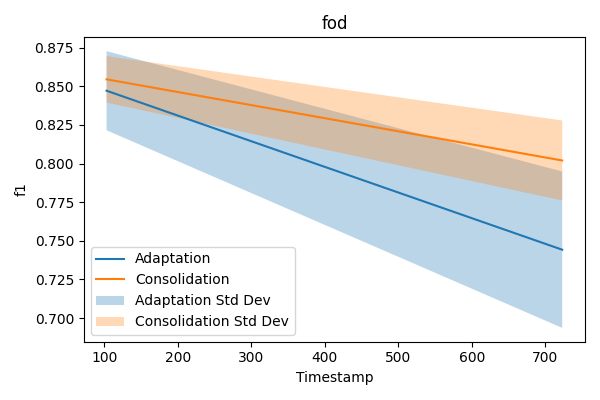 fod
0.875
0.850
0.825
0.800
0.775
0.750
0.725
0.700
f1
Adaptation
Consolidation
Adaptation Std Dev
Consolidation Std Dev
100 200 300 400 500 600 700
Timestamp